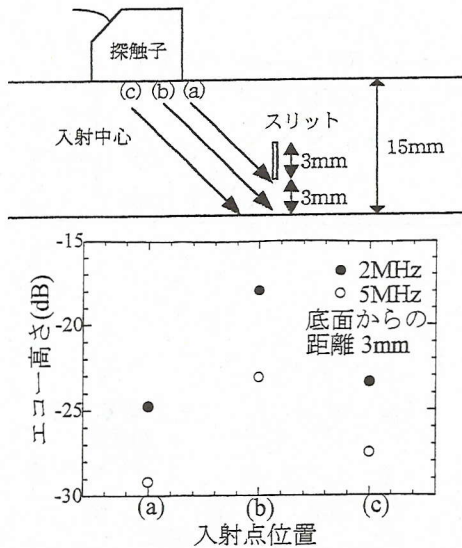 探触子
(c) (b) (a)
入射中心
スリット
3mm
3mm
15mm
-15
-20
-25
-30
エコー高さ(dB)
● 2MHz
○ 5MHz
底面からの
距離 3mm
(a) (b) (c)
入射点位置